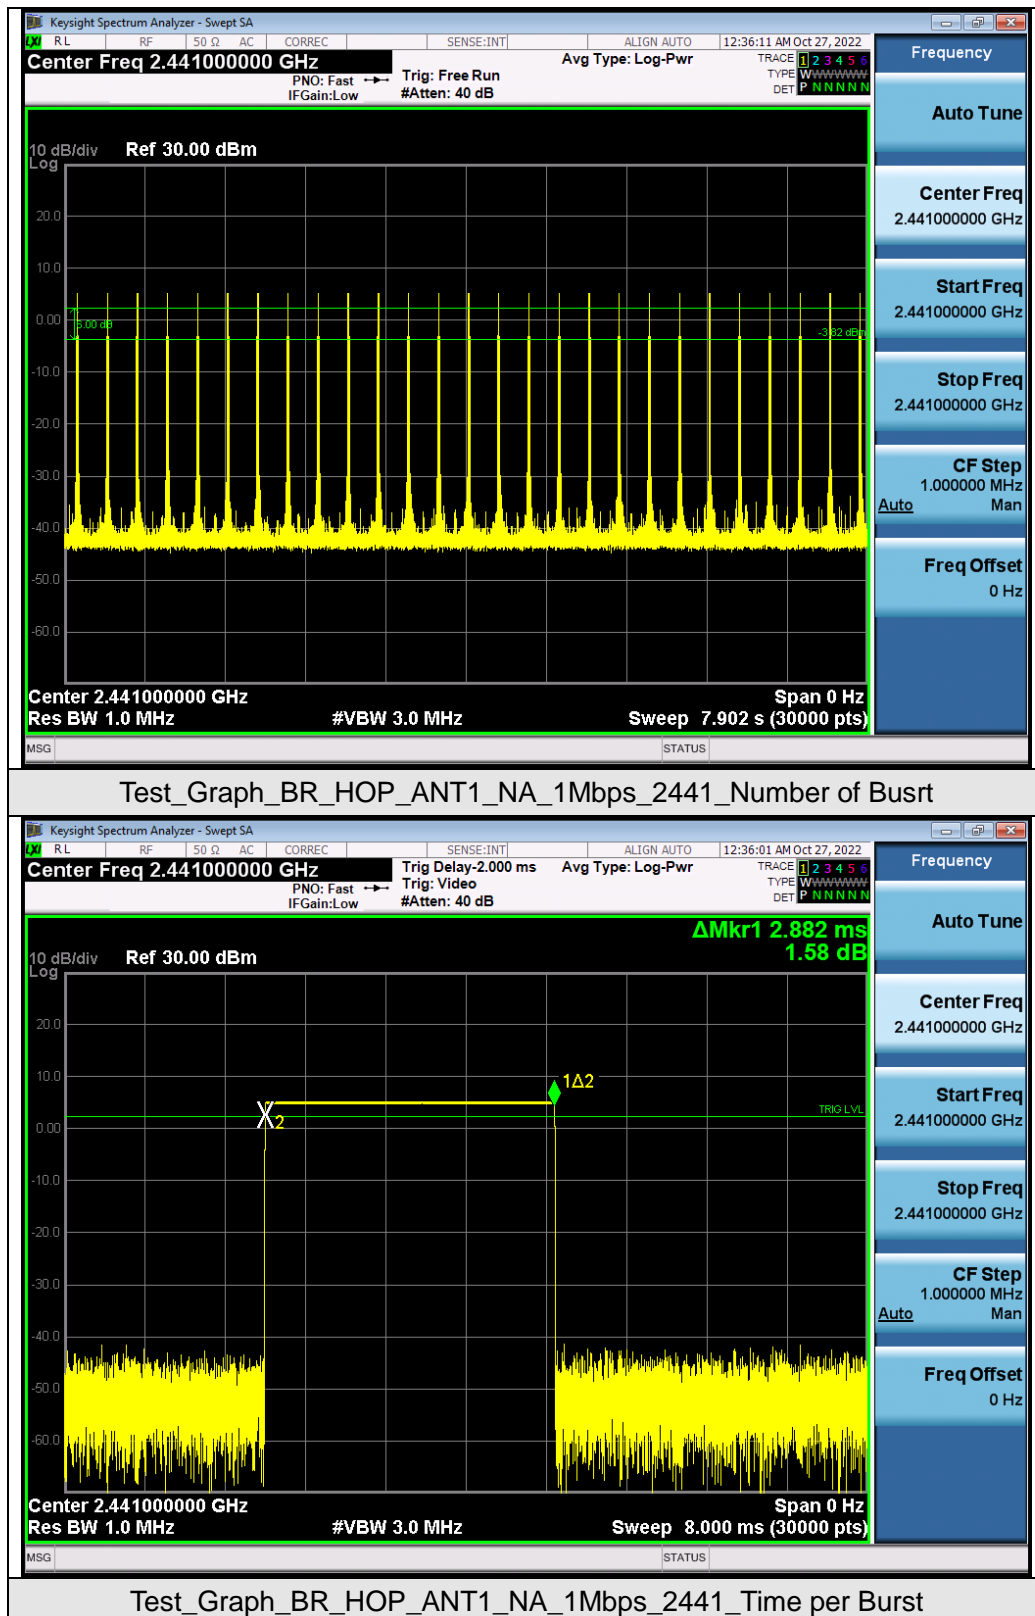 Keysight Spectrum Analyzer - Swept SA
LXI RL RF 50 Ω AC CORREC SENSE:INT ALIGN AUTO 12:36:11 AM Oct 27, 2022
Center Freq 2.441000000 GHz Avg Type: Log-Pwr TRACE 1 2 3 4 5 6
PNO: Fast Trig: Free Run TYPE WWWWWW
IFGain:Low #Atten: 40 dB DET P N N N N N
Frequency
Auto Tune
Center Freq
2.441000000 GHz
Start Freq
2.441000000 GHz
Stop Freq
2.441000000 GHz
CF Step
1.000000 MHz
Auto Man
Freq Offset
0 Hz
10 dB/div Ref 30.00 dBm
Log
20.0
10.0
0.00
-10.0
-20.0
-30.0
-40.0
-50.0
-60.0
6.00 dB
-3.82 dBm
Center 2.441000000 GHz Span 0 Hz
Res BW 1.0 MHz #VBW 3.0 MHz Sweep 7.902 s (30000 pts)
MSG STATUS
Test_Graph_BR_HOP_ANT1_NA_1Mbps_2441_Number of Busrt
Keysight Spectrum Analyzer - Swept SA
LXI RL RF 50 Ω AC CORREC SENSE:INT ALIGN AUTO 12:36:01 AM Oct 27, 2022
Center Freq 2.441000000 GHz Trig Delay-2.000 ms Avg Type: Log-Pwr TRACE 1 2 3 4 5 6
PNO: Fast Trig: Video TYPE WWWWWW
IFGain:Low #Atten: 40 dB DET P N N N N N
Frequency
Auto Tune
Center Freq
2.441000000 GHz
Start Freq
2.441000000 GHz
Stop Freq
2.441000000 GHz
CF Step
1.000000 MHz
Auto Man
Freq Offset
0 Hz
ΔMkr1 2.882 ms
1.58 dB
10 dB/div Ref 30.00 dBm
Log
20.0
10.0
0.00
-10.0
-20.0
-30.0
-40.0
-50.0
-60.0
1Δ2
TRIG LVL
X2
Center 2.441000000 GHz Span 0 Hz
Res BW 1.0 MHz #VBW 3.0 MHz Sweep 8.000 ms (30000 pts)
MSG STATUS
Test_Graph_BR_HOP_ANT1_NA_1Mbps_2441_Time per Burst